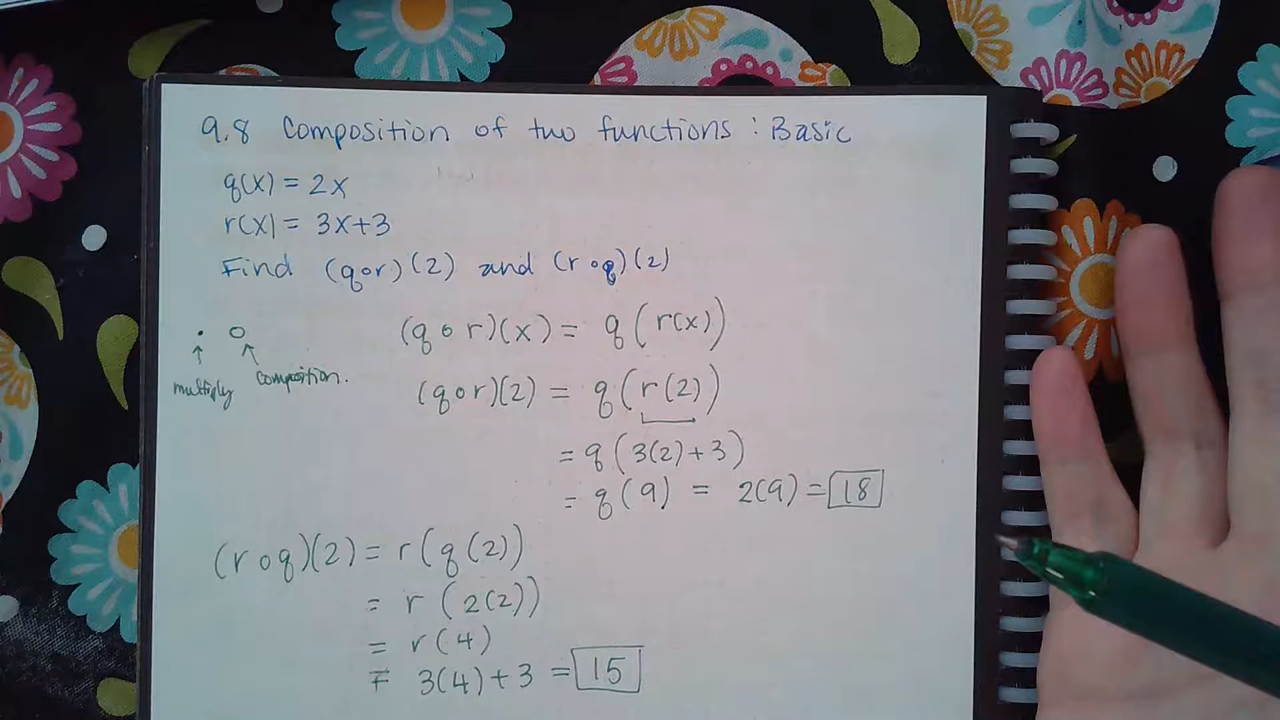 9.8 Composition of two functions : Basic
q(x) = 2x
r(x) = 3x+3
Find (q∘r)(2) and (r∘q)(2)
(q∘r)(x) = q(r(x))
· ∘
↑ ↖
multiply composition.
(q∘r)(2) = q(r(2))
= q(3(2)+3)
= q(9) = 2(9) = 18
(r∘q)(2) = r(q(2))
= r(2(2))
= r(4)
= 3(4)+3 = 15